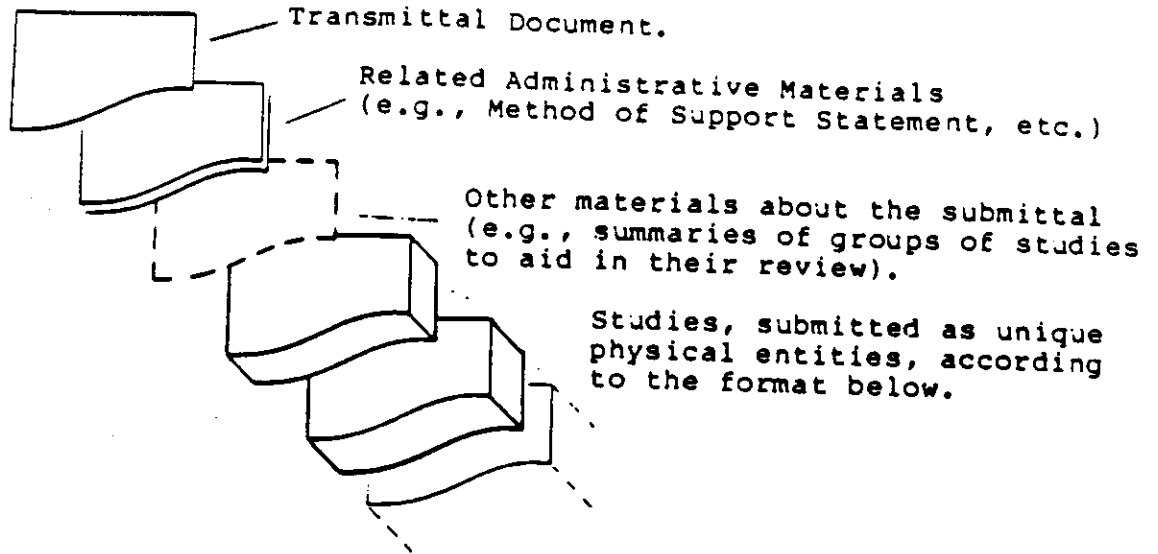 Transmittal Document.
Related Administrative Materials
(e.g., Method of Support Statement, etc.)
Other materials about the submittal
(e.g., summaries of groups of studies
to aid in their review).
Studies, submitted as unique
physical entities, according
to the format below.